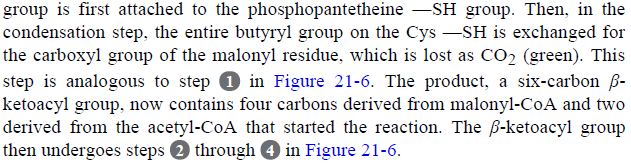 group is first attached to the phosphopantetheine —SH group. Then, in the
condensation step, the entire butyryl group on the Cys —SH is exchanged for
the carboxyl group of the malonyl residue, which is lost as CO2 (green). This
step is analogous to step 1 in Figure 21-6. The product, a six-carbon β-
ketoacyl group, now contains four carbons derived from malonyl-CoA and two
derived from the acetyl-CoA that started the reaction. The β-ketoacyl group
then undergoes steps 2 through 4 in Figure 21-6.